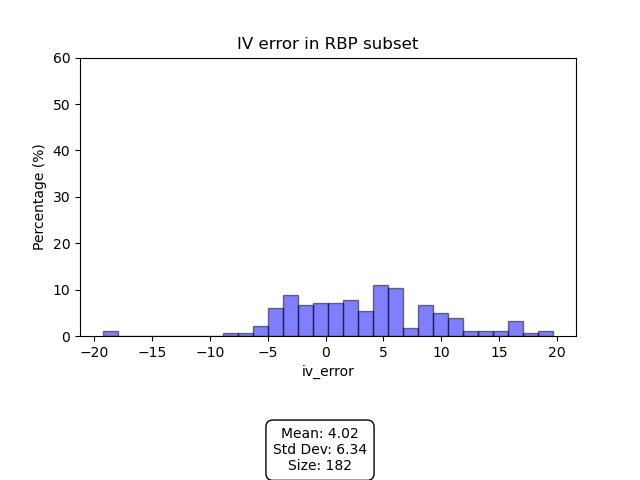 IV error in RBP subset
60
50
40
30
20
10
0
Percentage (%)
−20 −15 −10 −5 0 5 10 15 20
iv_error
Mean: 4.02
Std Dev: 6.34
Size: 182